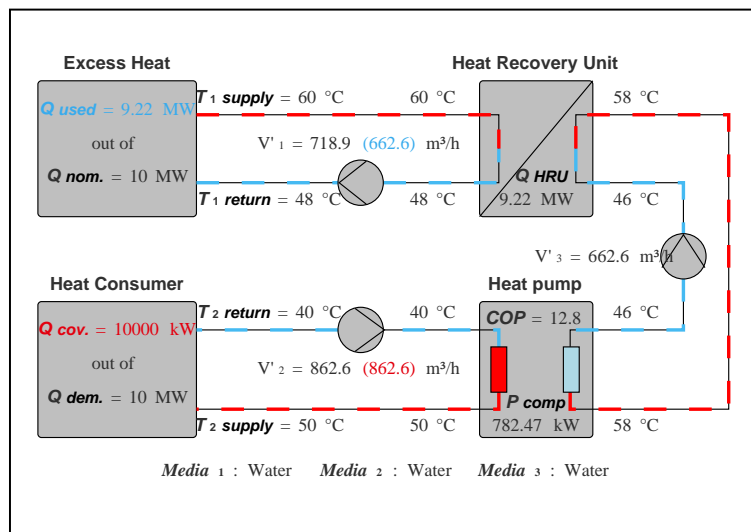 Excess Heat Heat Recovery Unit
Q used = 9.22 MW T 1 supply = 60 °C 60 °C 58 °C
out of V' 1 = 718.9 (662.6) m³/h
Q nom. = 10 MW Q HRU
T 1 return = 48 °C 48 °C 9.22 MW 46 °C
V' 3 = 662.6 m³/h
Heat Consumer Heat pump
Q cov. = 10000 kW T 2 return = 40 °C 40 °C COP = 12.8 46 °C
out of V' 2 = 862.6 (862.6) m³/h
Q dem. = 10 MW P comp
T 2 supply = 50 °C 50 °C 782.47 kW 58 °C
Media 1 : Water Media 2 : Water Media 3 : Water